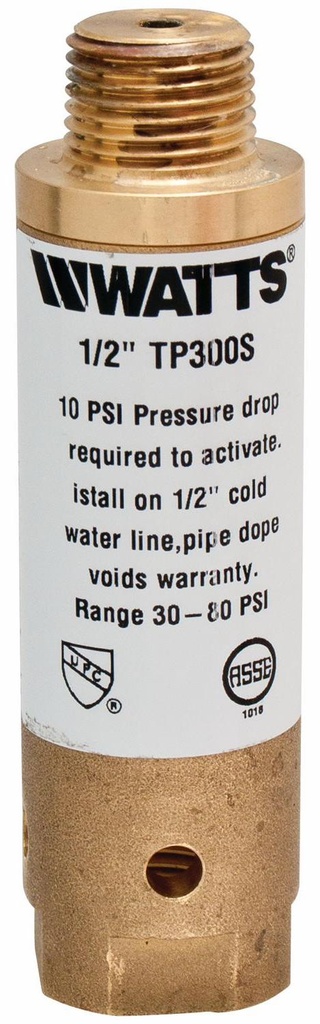 WATTS®
1/2" TP300S
10 PSI Pressure drop
required to activate.
istall on 1/2" cold
water line,pipe dope
voids warranty.
Range 30-80 PSI
UPC ®
ASSE
1018